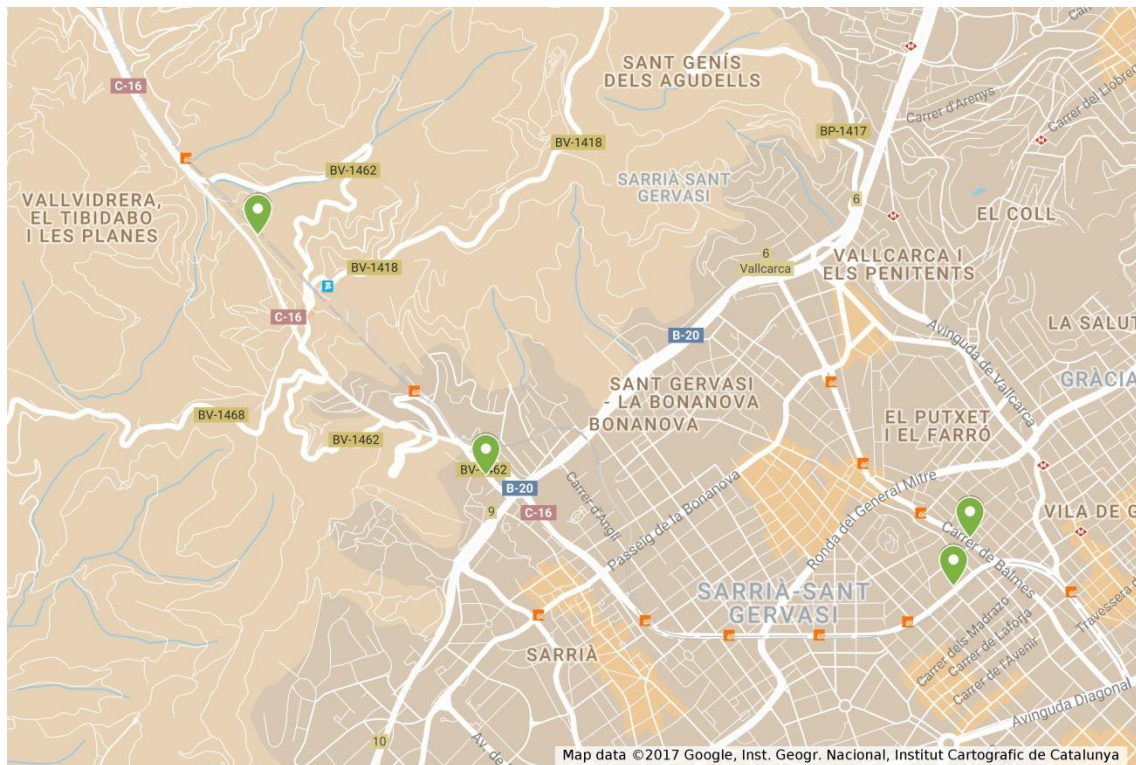 SANT GENÍS
DELS AGUDELLS
C-16
Carrer d'Arenys
Carrer del Llobreg
BP-1417
BV-1418
BV-1462
SARRIÀ SANT
GERVASI
VALLVIDRERA,
EL TIBIDABO
I LES PLANES
6
EL COLL
BV-1418
6
Vallcarca
VALLCARCA I
ELS PENITENTS
C-16
B-20
Avinguda de Vallcarca
LA SALUT
GRÀCIA
SANT GERVASI
- LA BONANOVA
BONANOVA
BV-1468
BV-1462
EL PUTXET
I EL FARRÓ
B-20
9
C-16
Carrer d'Anglí
Passeig de la Bonanova
Ronda del General Mitre
VILA DE G
Carrer de Balmes
SARRIÀ-SANT
GERVASI
Travessera d
Carrer dels Madrazo
Carrer de Laforja
Carrer de l'Avenir
SARRIÀ
Avinguda Diagonal
10
Av. de
Map data ©2017 Google, Inst. Geogr. Nacional, Institut Cartografic de Catalunya